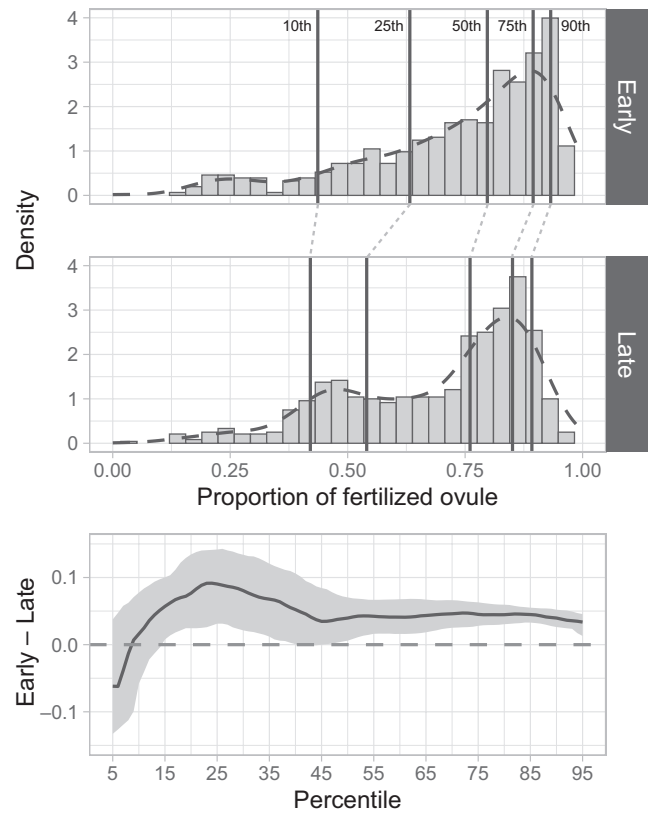 10th 25th 50th 75th 90th
4
3
2
1
0
Early
Density
4
3
2
1
0
Late
0.00 0.25 0.50 0.75 1.00
Proportion of fertilized ovule
0.1
0.0
−0.1
Early − Late
5 15 25 35 45 55 65 75 85 95
Percentile